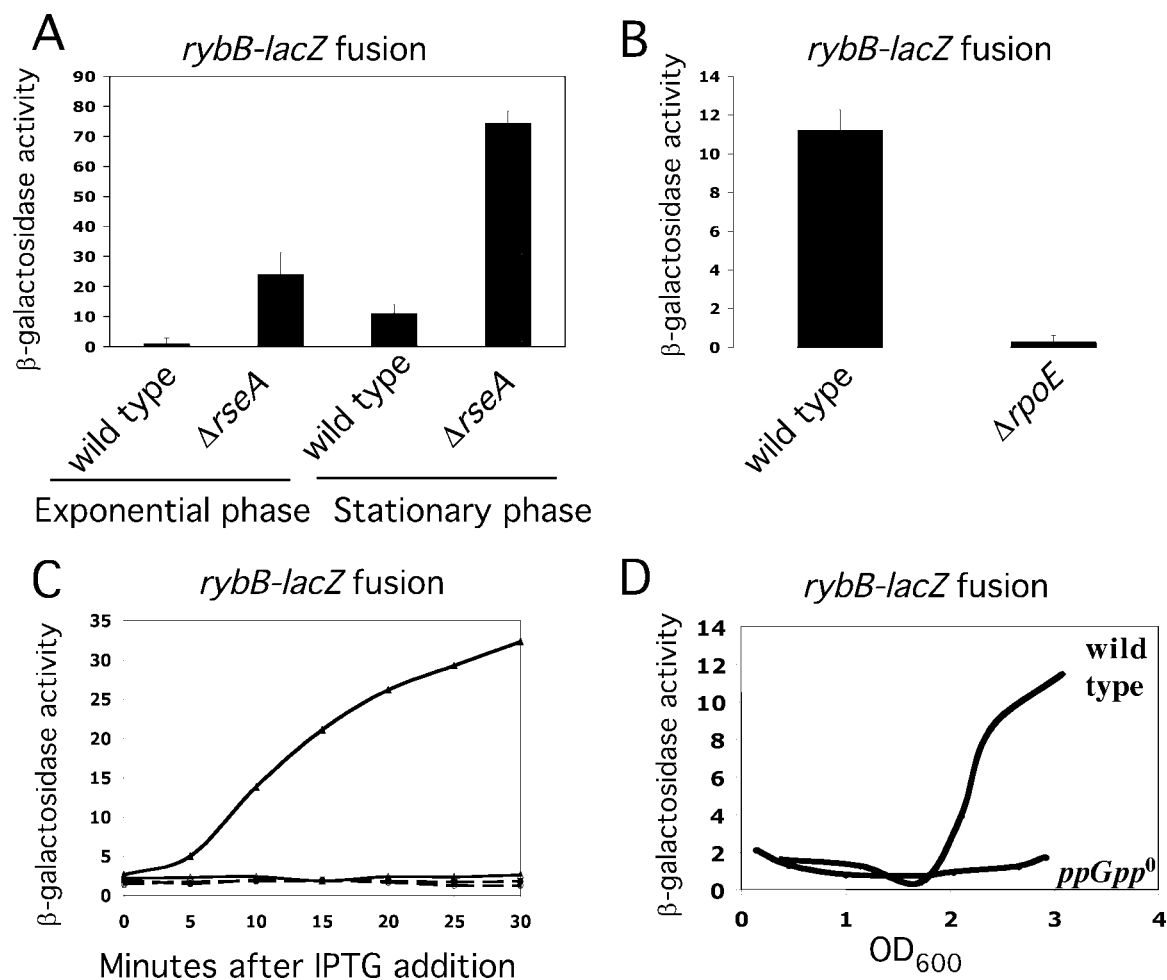 A
rybB-lacZ fusion
β-galactosidase activity
90
80
70
60
50
40
30
20
10
0
wild type
ΔrseA
wild type
ΔrseA
Exponential phase
Stationary phase
B
rybB-lacZ fusion
β-galactosidase activity
14
12
10
8
6
4
2
0
wild type
ΔrpoE
C
rybB-lacZ fusion
β-galactosidase activity
35
30
25
20
15
10
5
0
0 5 10 15 20 25 30
Minutes after IPTG addition
D
rybB-lacZ fusion
β-galactosidase activity
14
12
10
8
6
4
2
0
wild
type
ppGpp⁰
0 1 2 3 4
OD₆₀₀